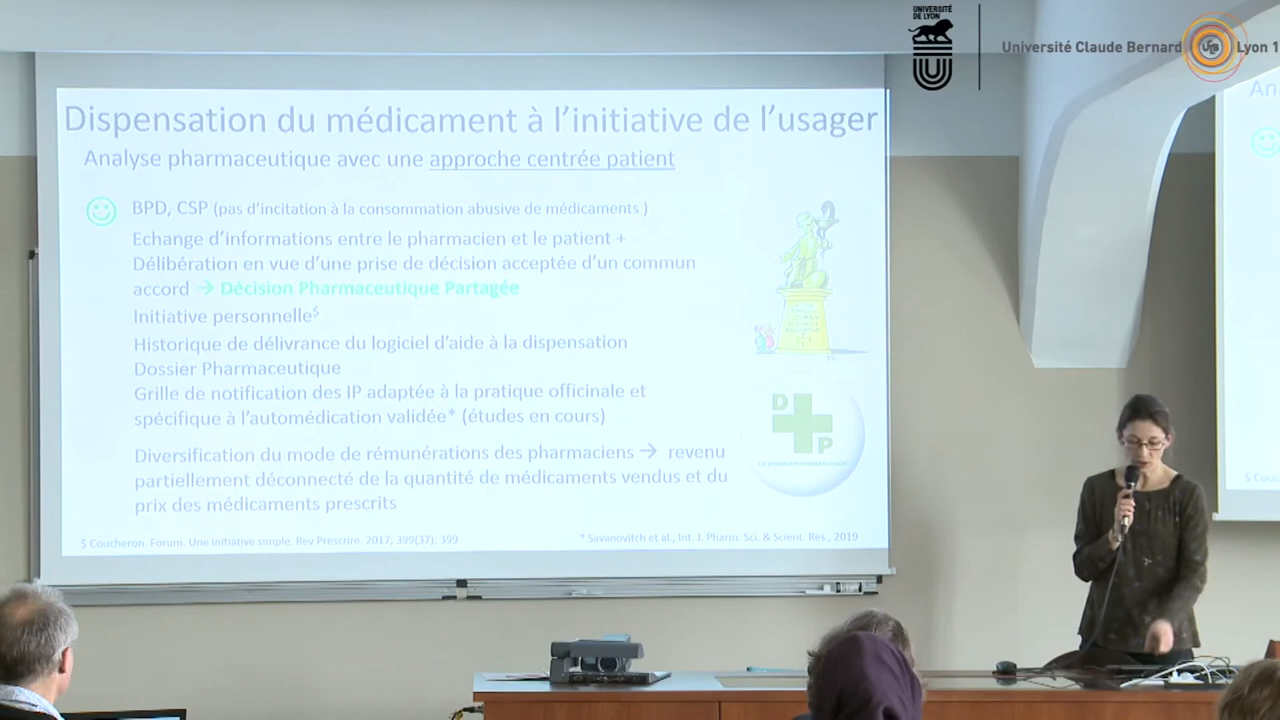 UNIVERSITÉ
DE LYON
Université Claude Bernard Lyon 1
Dispensation du médicament à l'initiative de l'usager
Analyse pharmaceutique avec une approche centrée patient
BPD, CSP (pas d'incitation à la consommation abusive de médicaments )
Echange d'informations entre le pharmacien et le patient +
Délibération en vue d'une prise de décision acceptée d'un commun
accord → Décision Pharmaceutique Partagée
Initiative personnelle$
Historique de délivrance du logiciel d'aide à la dispensation
Dossier Pharmaceutique
Grille de notification des IP adaptée à la pratique officinale et
spécifique à l'automédication validée* (études en cours)
Diversification du mode de rémunérations des pharmaciens → revenu
partiellement déconnecté de la quantité de médicaments vendus et du
prix des médicaments prescrits
D
P
LE DOSSIER PHARMACEUTIQUE
$ Coucheron. Forum. Une initiative simple. Rev Prescrire. 2017; 399(37): 399
* Savanovitch et al., Int. J. Pharm. Sci. & Scient. Res., 2019
An
$ Couc